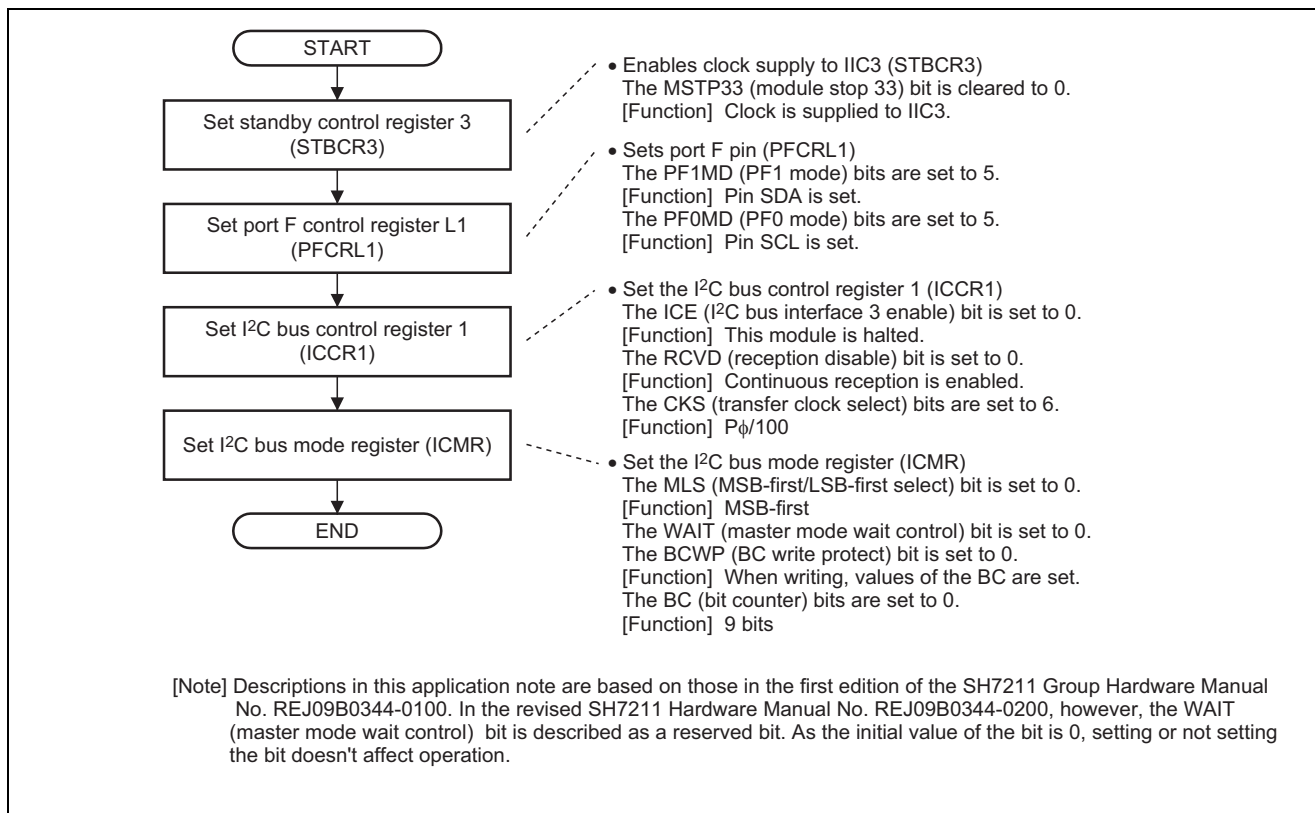 START
Set standby control register 3
(STBCR3)
Set port F control register L1
(PFCRL1)
Set I²C bus control register 1
(ICCR1)
Set I²C bus mode register (ICMR)
END
• Enables clock supply to IIC3 (STBCR3)
The MSTP33 (module stop 33) bit is cleared to 0.
[Function] Clock is supplied to IIC3.
• Sets port F pin (PFCRL1)
The PF1MD (PF1 mode) bits are set to 5.
[Function] Pin SDA is set.
The PF0MD (PF0 mode) bits are set to 5.
[Function] Pin SCL is set.
• Set the I²C bus control register 1 (ICCR1)
The ICE (I²C bus interface 3 enable) bit is set to 0.
[Function] This module is halted.
The RCVD (reception disable) bit is set to 0.
[Function] Continuous reception is enabled.
The CKS (transfer clock select) bits are set to 6.
[Function] Pϕ/100
• Set the I²C bus mode register (ICMR)
The MLS (MSB-first/LSB-first select) bit is set to 0.
[Function] MSB-first
The WAIT (master mode wait control) bit is set to 0.
The BCWP (BC write protect) bit is set to 0.
[Function] When writing, values of the BC are set.
The BC (bit counter) bits are set to 0.
[Function] 9 bits
[Note] Descriptions in this application note are based on those in the first edition of the SH7211 Group Hardware Manual
No. REJ09B0344-0100. In the revised SH7211 Hardware Manual No. REJ09B0344-0200, however, the WAIT
(master mode wait control) bit is described as a reserved bit. As the initial value of the bit is 0, setting or not setting
the bit doesn't affect operation.